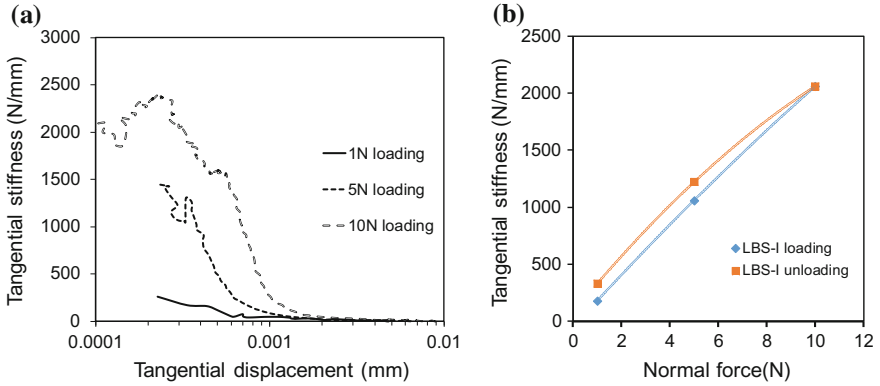 (a)
Tangential stiffness (N/mm)
3000
2500
2000
1500
1000
500
0
0.0001
0.001
0.01
Tangential displacement (mm)
1N loading
5N loading
10N loading
(b)
Tangential stiffness (N/mm)
2500
2000
1500
1000
500
0
0
2
4
6
8
10
12
Normal force(N)
LBS-I loading
LBS-I unloading